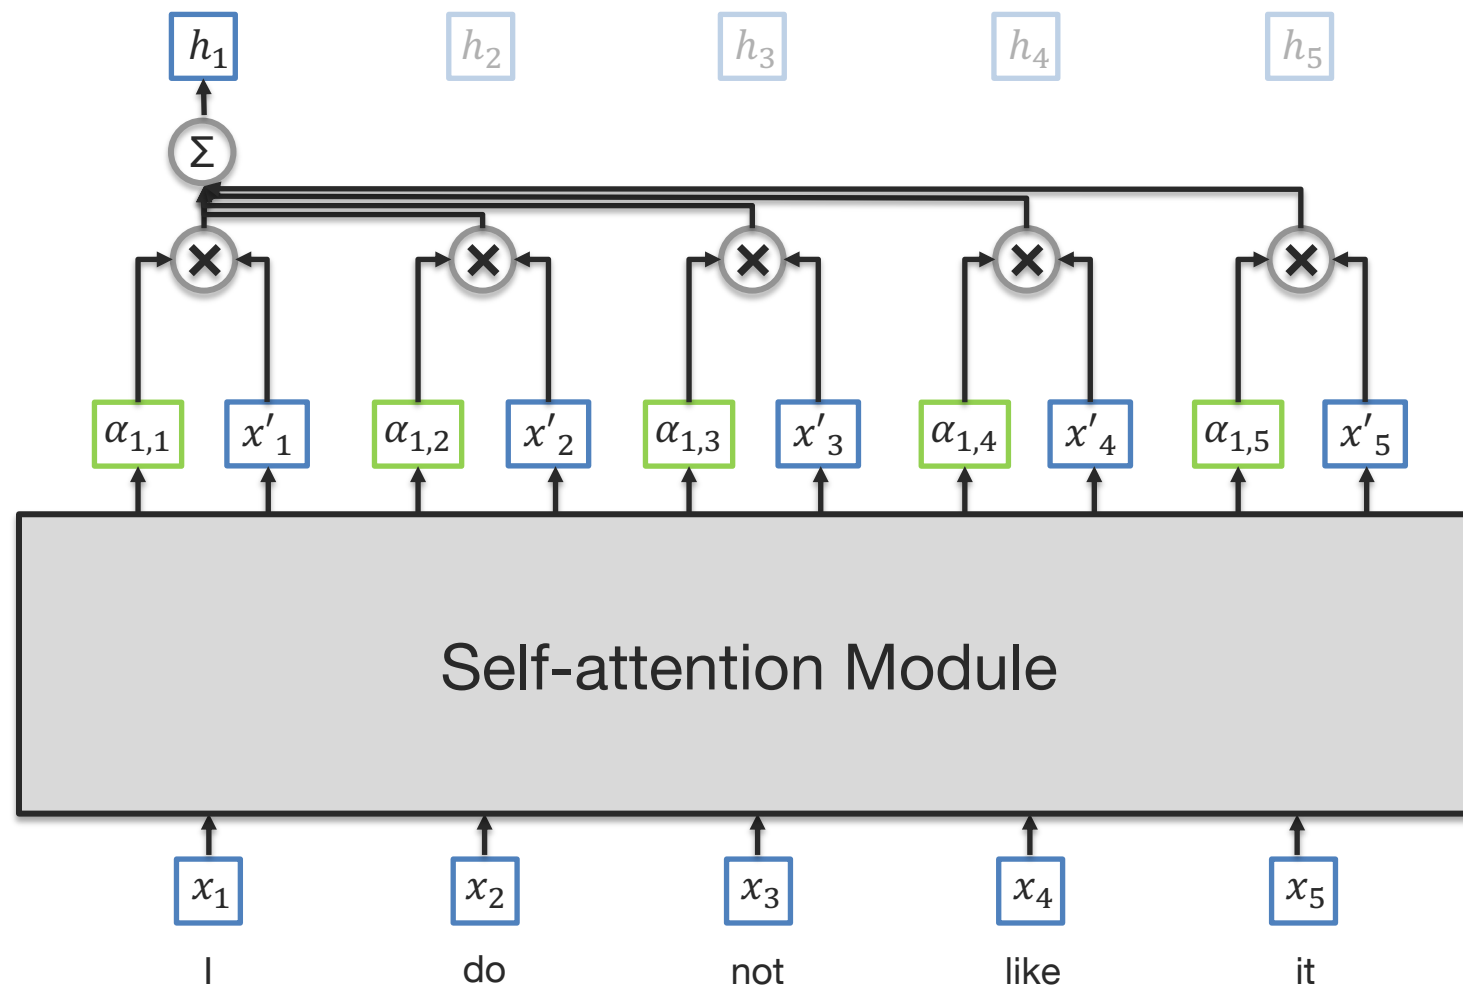 h₁ h₂ h₃ h₄ h₅
Σ
× × × × ×
α₁,₁ x′₁ α₁,₂ x′₂ α₁,₃ x′₃ α₁,₄ x′₄ α₁,₅ x′₅
Self-attention Module
x₁ x₂ x₃ x₄ x₅
I do not like it